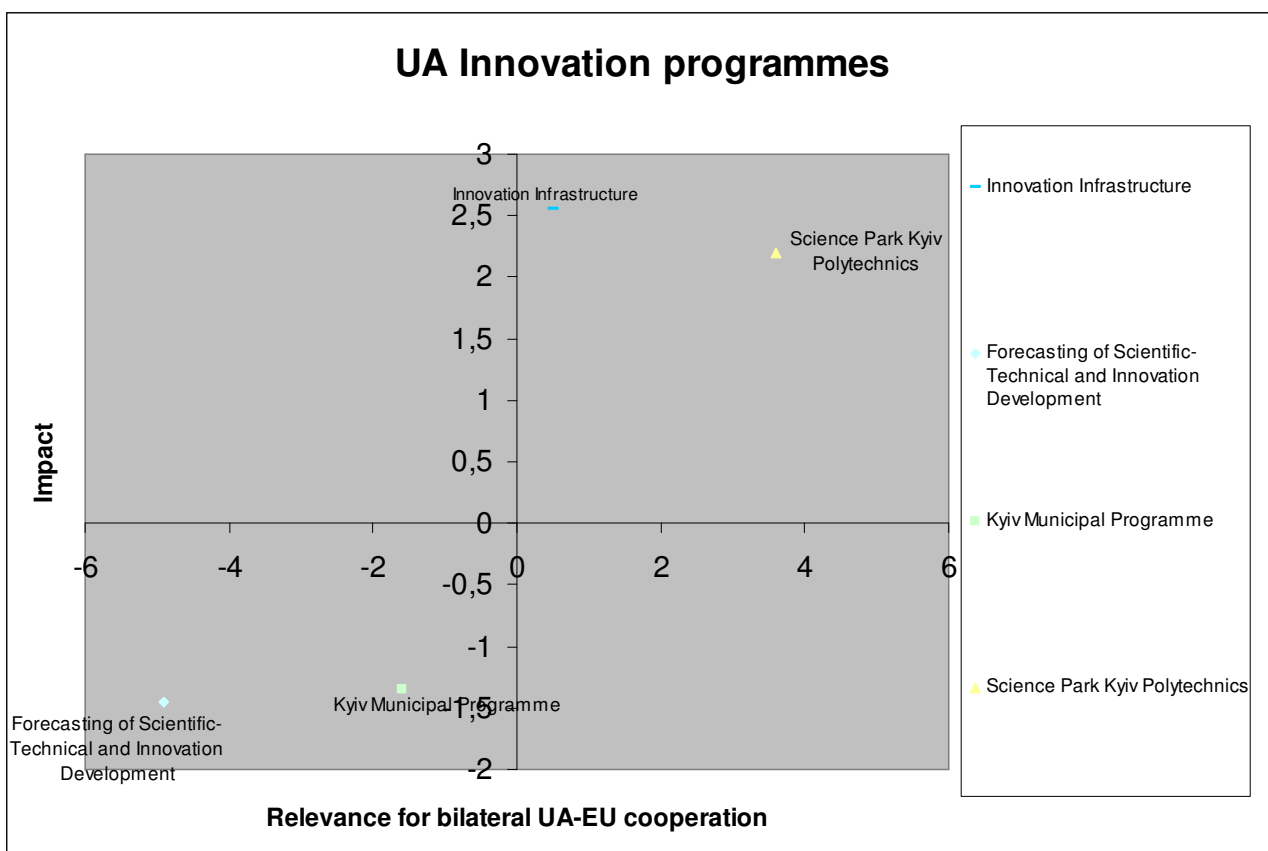 UA Innovation programmes
3
Innovation Infrastructure
2,5
Science Park Kyiv
Polytechnics
2
1,5
1
0,5
0
-6
-4
-2
0
2
4
6
-0,5
-1
Kyiv Municipal Programme
-1,5
Forecasting of Scientific-
Technical and Innovation
Development
-2
Impact
Relevance for bilateral UA-EU cooperation
Innovation Infrastructure
Forecasting of Scientific-
Technical and Innovation
Development
Kyiv Municipal Programme
Science Park Kyiv Polytechnics